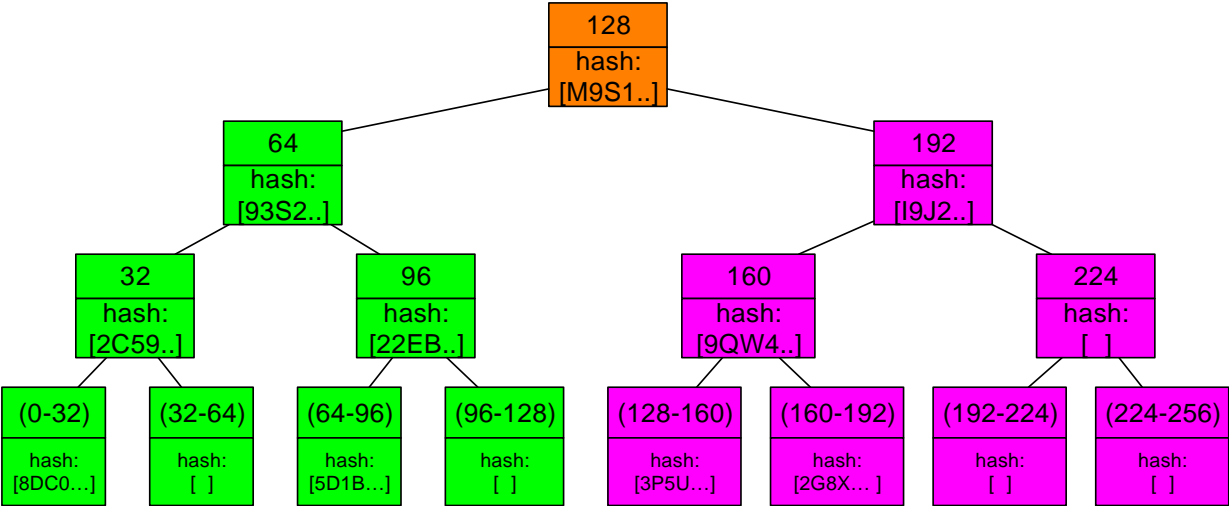 128
hash:
[M9S1..]
64
hash:
[93S2..]
192
hash:
[I9J2..]
32
hash:
[2C59..]
96
hash:
[22EB..]
160
hash:
[9QW4..]
224
hash:
[ ]
(0-32)
hash:
[8DC0…]
(32-64)
hash:
[ ]
(64-96)
hash:
[5D1B…]
(96-128)
hash:
[ ]
(128-160)
hash:
[3P5U…]
(160-192)
hash:
[2G8X… ]
(192-224)
hash:
[ ]
(224-256)
hash:
[ ]